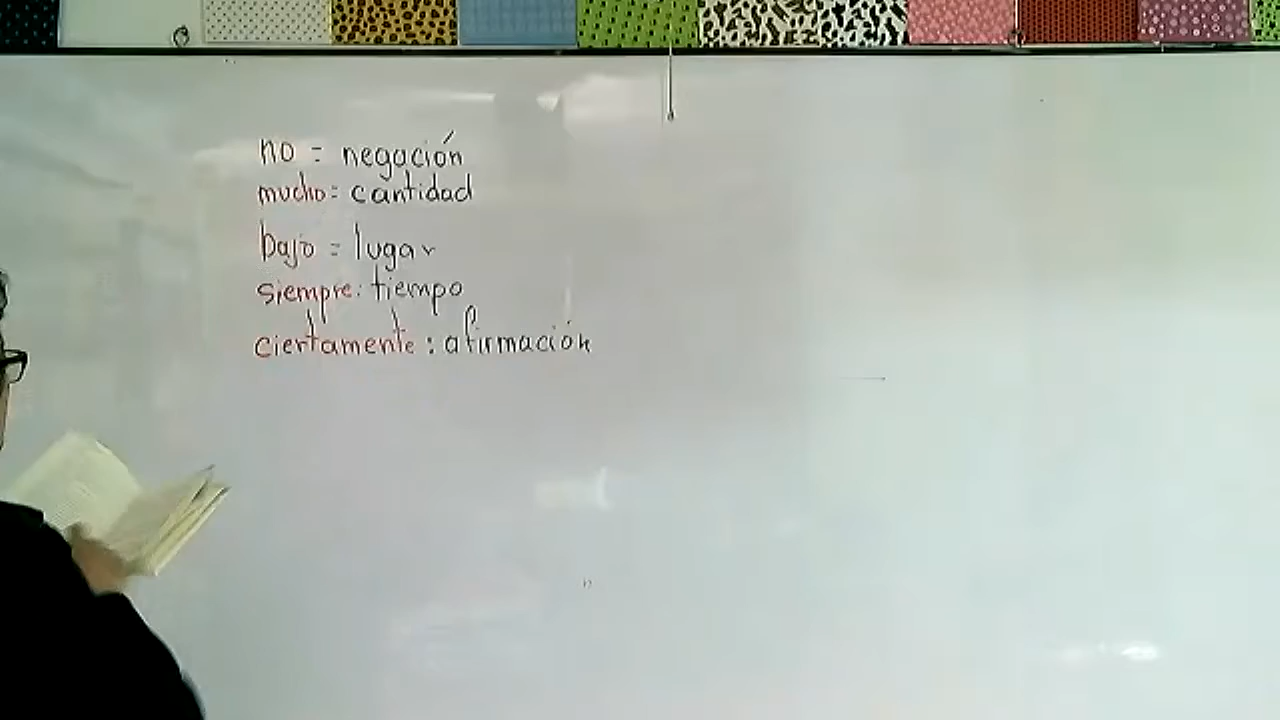 no = negación
mucho: cantidad
bajo = lugar
siempre: tiempo
ciertamente: afirmación